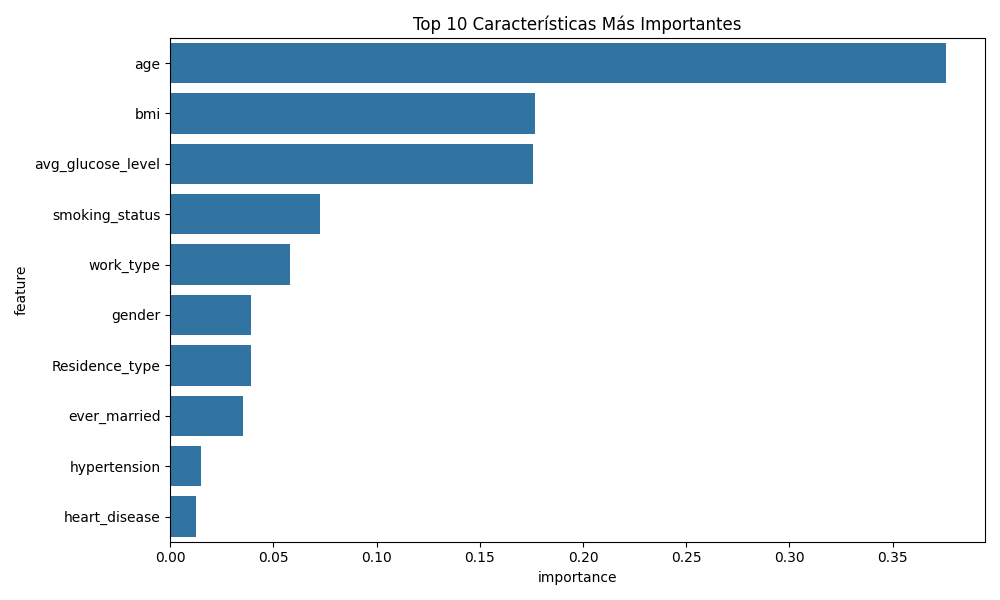 Top 10 Características Más Importantes
feature
age
bmi
avg_glucose_level
smoking_status
work_type
gender
Residence_type
ever_married
hypertension
heart_disease
0.00 0.05 0.10 0.15 0.20 0.25 0.30 0.35
importance